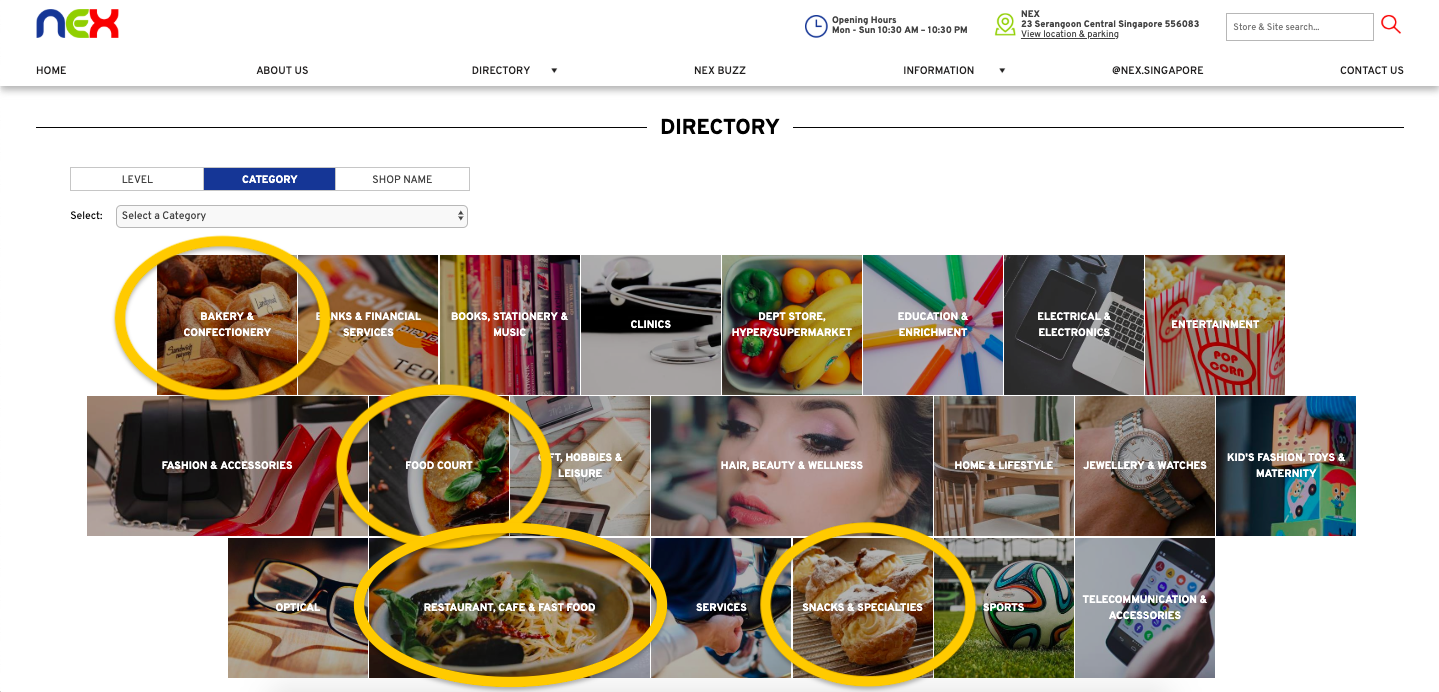 nex
Opening Hours
Mon - Sun 10:30 AM – 10:30 PM
NEX
23 Serangoon Central Singapore 556083
View location & parking
Store & Site search...
HOME
ABOUT US
DIRECTORY
NEX BUZZ
INFORMATION
@NEX.SINGAPORE
CONTACT US
DIRECTORY
LEVEL
CATEGORY
SHOP NAME
Select:
Select a Category
BAKERY &
CONFECTIONERY
BANKS & FINANCIAL
SERVICES
BOOKS, STATIONERY &
MUSIC
CLINICS
DEPT STORE,
HYPER/SUPERMARKET
EDUCATION &
ENRICHMENT
ELECTRICAL &
ELECTRONICS
ENTERTAINMENT
POP
CORN
FASHION & ACCESSORIES
FOOD COURT
GIFT, HOBBIES &
LEISURE
HAIR, BEAUTY & WELLNESS
HOME & LIFESTYLE
JEWELLERY & WATCHES
KID'S FASHION, TOYS &
MATERNITY
OPTICAL
RESTAURANT, CAFE & FAST FOOD
SERVICES
SNACKS & SPECIALTIES
SPORTS
TELECOMMUNICATION &
ACCESSORIES